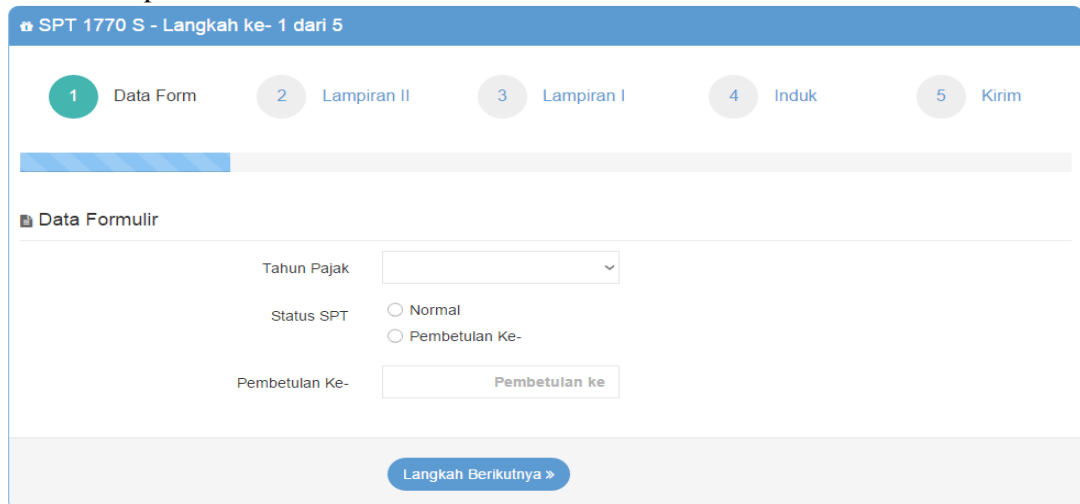 SPT 1770 S - Langkah ke- 1 dari 5
1 Data Form 2 Lampiran II 3 Lampiran I 4 Induk 5 Kirim
Data Formulir
Tahun Pajak
Status SPT Normal
Pembetulan Ke-
Pembetulan Ke- Pembetulan ke
Langkah Berikutnya »